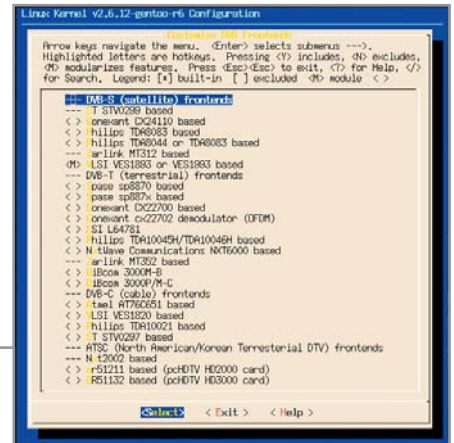 Linux Kernel v2.6.12-gentoo-r6 Configuration
Customize DVB Frontends
Arrow keys navigate the menu. <Enter> selects submenus --->.
Highlighted letters are hotkeys. Pressing <Y> includes, <N> excludes,
<M> modularizes features. Press <Esc><Esc> to exit, <?> for Help, </>
for Search. Legend: [*] built-in [ ] excluded <M> module < >
--- DVB-S (satellite) frontends
--- ST STV0299 based
< > Conexant CX24110 based
< > Philips TDA8083 based
< > Philips TDA8044 or TDA8083 based
--- Zarlink MT312 based
<M> VLSI VES1893 or VES1993 based
--- DVB-T (terrestrial) frontends
< > Spase sp8870 based
< > Spase sp887x based
< > Conexant CX22700 based
< > Conexant cx22702 demodulator (OFDM)
< > LSI L64781
< > Philips TDA10045H/TDA10046H based
< > NxtWave Communications NXT6000 based
--- Zarlink MT352 based
< > DiBcom 3000M-B
< > DiBcom 3000P/M-C
--- DVB-C (cable) frontends
< > Atmel AT76C651 based
< > VLSI VES1820 based
< > Philips TDA10021 based
< > ST STV0297 based
--- ATSC (North American/Korean Terresterial DTV) frontends
--- Nxt2002 based
< > or51211 based (pcHDTV HD2000 card)
< > OR51132 based (pcHDTV HD3000 card)
<Select> < Exit > < Help >